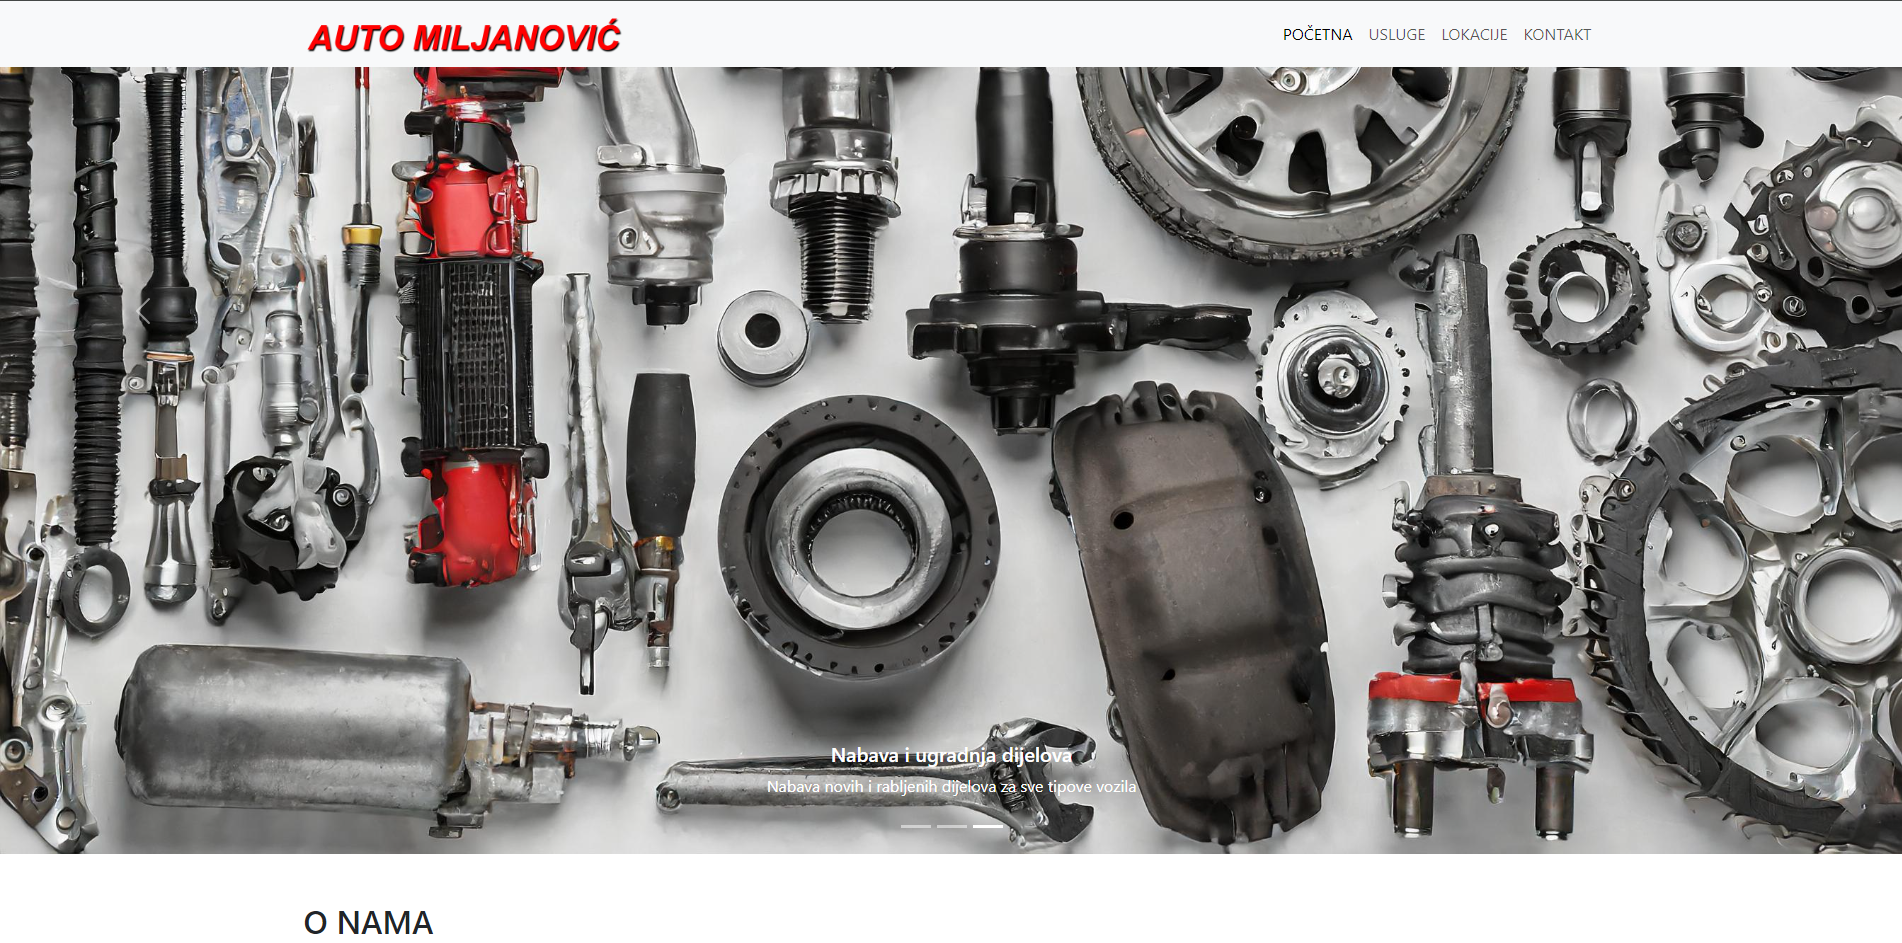 AUTO MILJANOVIĆ
POČETNA USLUGE LOKACIJE KONTAKT
Nabava i ugradnja dijelova
Nabava novih i rabljenih dijelova za sve tipove vozila
O NAMA